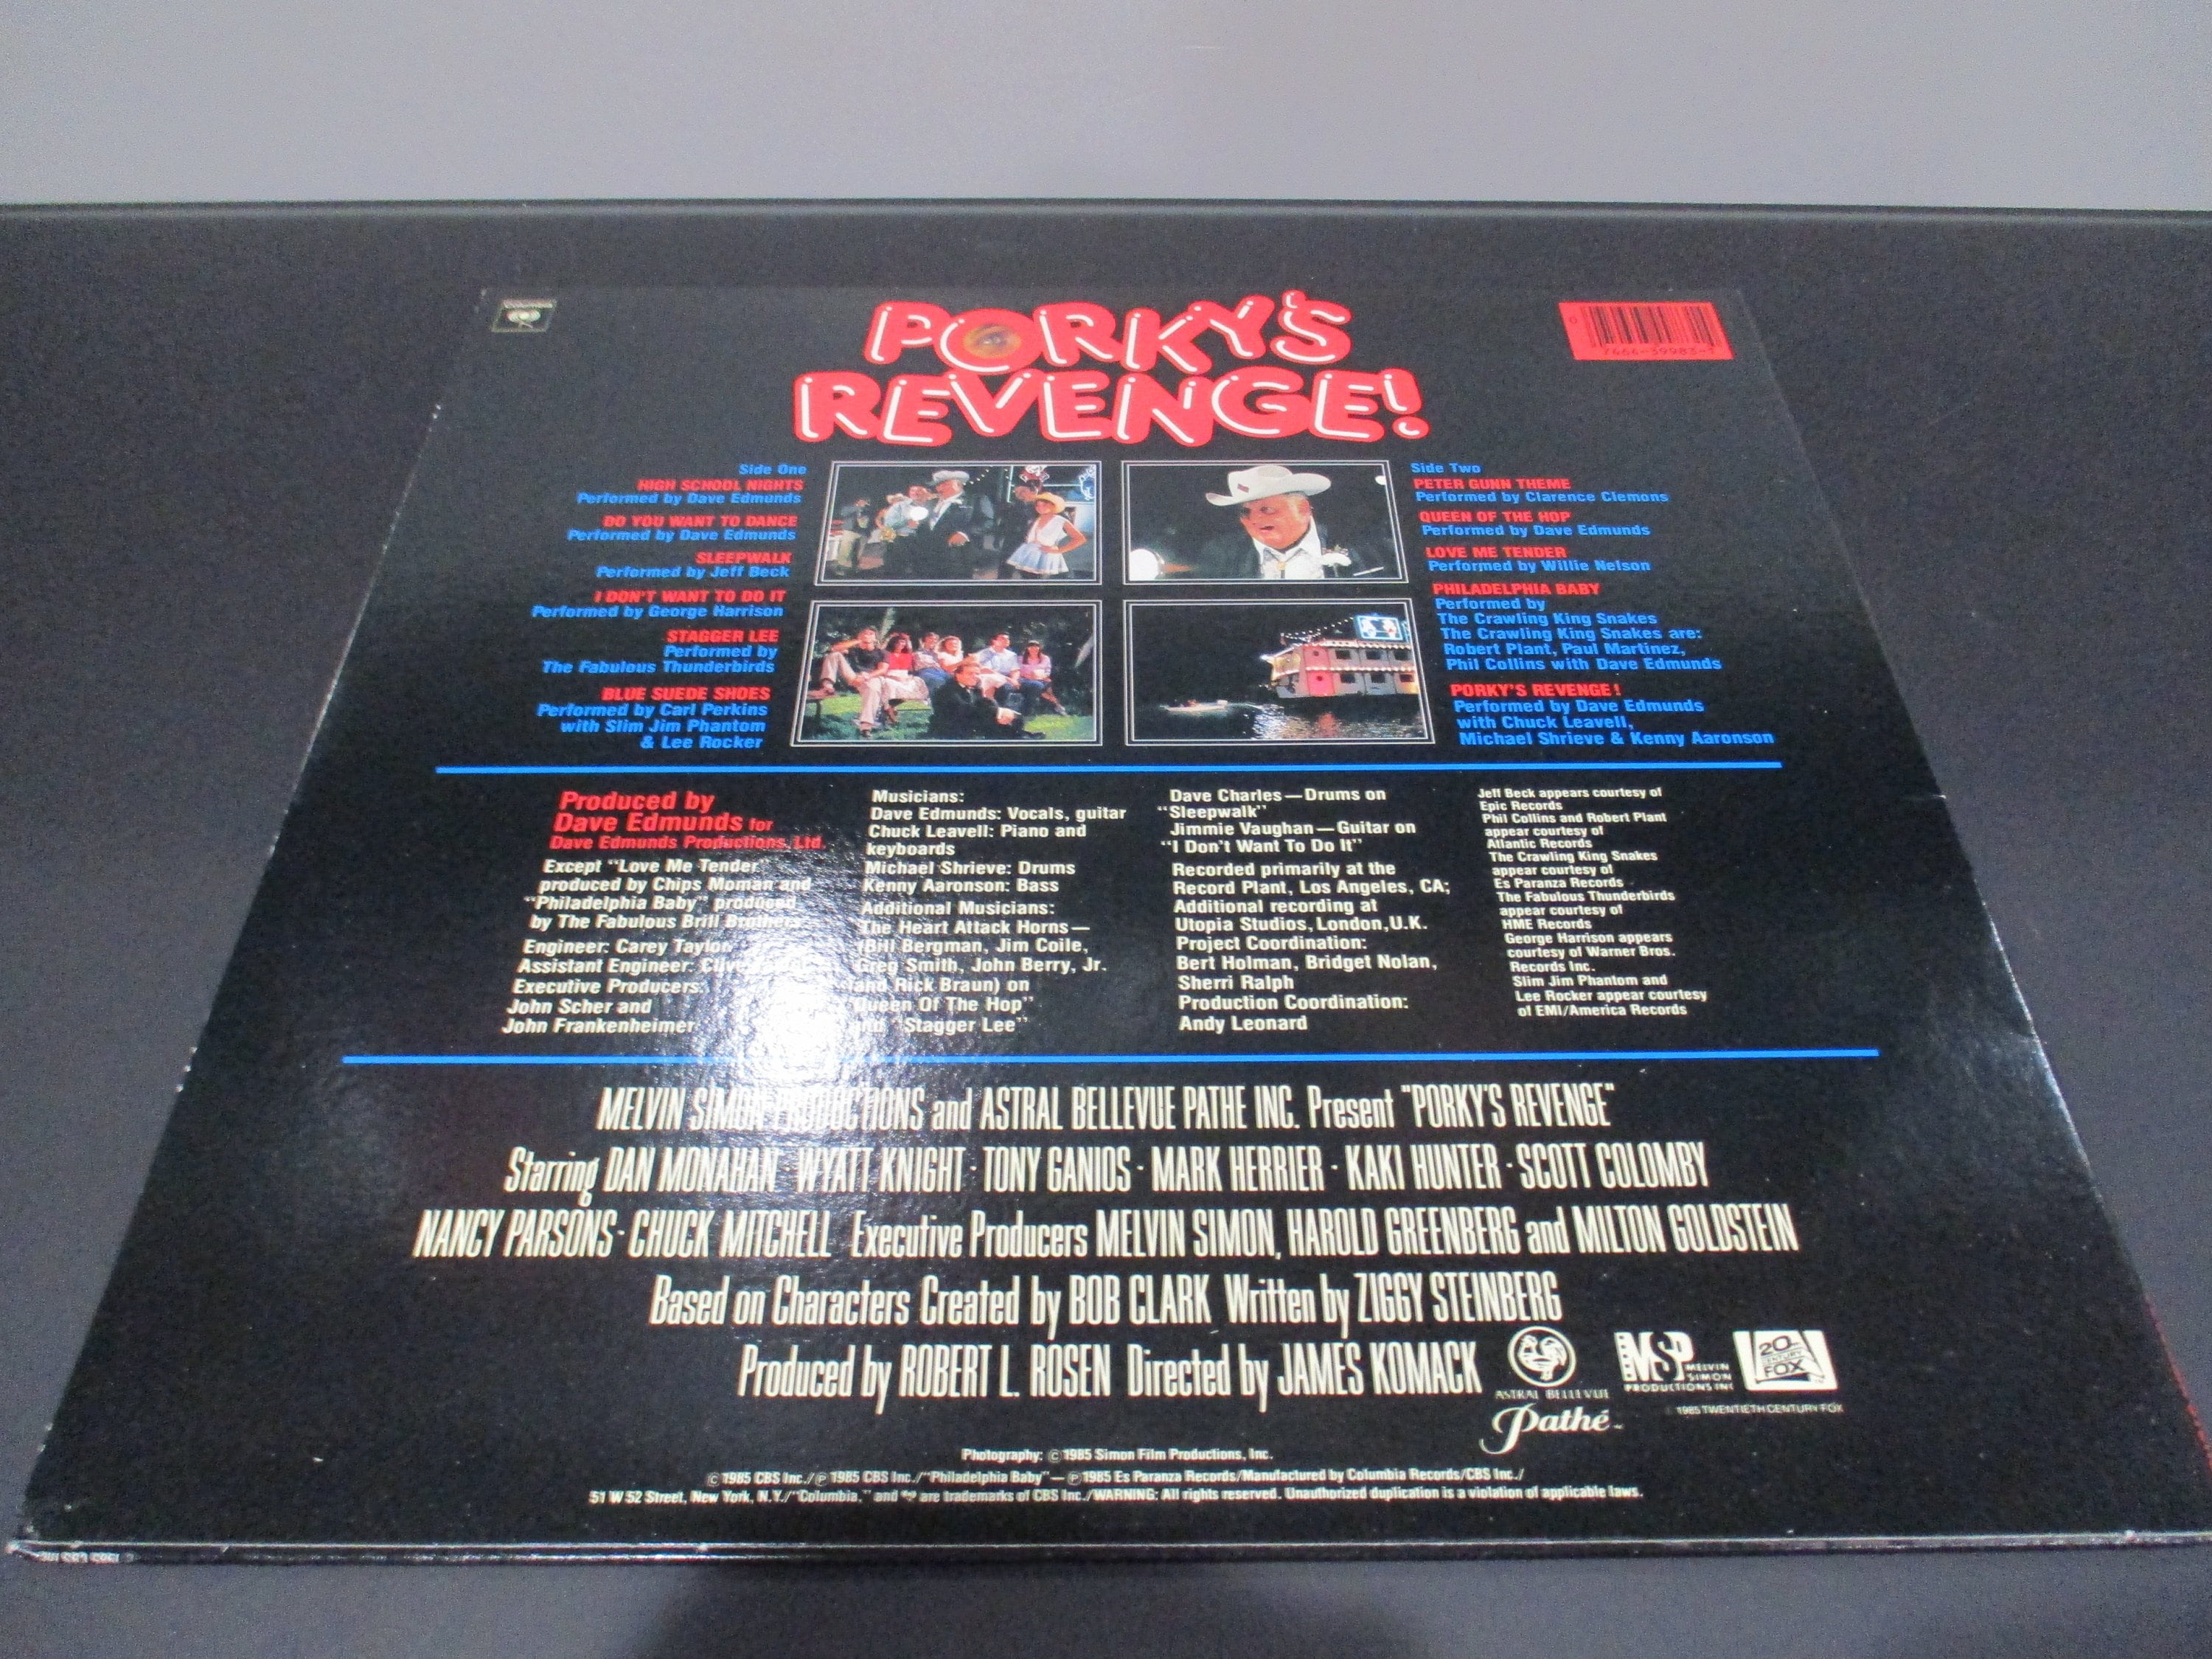 PORKY'S
REVENGE!
Side One
HIGH SCHOOL NIGHTS
Performed by Dave Edmunds
DO YOU WANT TO DANCE
Performed by Dave Edmunds
SLEEPWALK
Performed by Jeff Beck
I DON'T WANT TO DO IT
Performed by George Harrison
STAGGER LEE
Performed by
The Fabulous Thunderbirds
BLUE SUEDE SHOES
Performed by Carl Perkins
with Slim Jim Phantom
& Lee Rocker
Side Two
PETER GUNN THEME
Performed by Clarence Clemons
QUEEN OF THE HOP
Performed by Dave Edmunds
LOVE ME TENDER
Performed by Willie Nelson
PHILADELPHIA BABY
Performed by
The Crawling King Snakes
The Crawling King Snakes are:
Robert Plant, Paul Martinez,
Phil Collins with Dave Edmunds
PORKY'S REVENGE!
Performed by Dave Edmunds
with Chuck Leavell,
Michael Shrieve & Kenny Aaronson
Produced by
Dave Edmunds for
Dave Edmunds Productions, Ltd.
Except "Love Me Tender"
produced by Chips Moman and
"Philadelphia Baby" produced
by The Fabulous Brill Brothers
Engineer: Carey Taylor
Assistant Engineer:
Executive Producers:
John Scher and
John Frankenheimer
Musicians:
Dave Edmunds: Vocals, guitar
Chuck Leavell: Piano and
keyboards
Michael Shrieve: Drums
Kenny Aaronson: Bass
Additional Musicians:
The Heart Attack Horns—
(Bill Bergman, Jim Coile,
Greg Smith, John Berry, Jr.
and Rick Braun) on
"Queen Of The Hop"
and "Stagger Lee"
Dave Charles—Drums on
"Sleepwalk"
Jimmie Vaughan—Guitar on
"I Don't Want To Do It"
Recorded primarily at the
Record Plant, Los Angeles, CA;
Additional recording at
Utopia Studios, London, U.K.
Project Coordination:
Bert Holman, Bridget Nolan,
Sherri Ralph
Production Coordination:
Andy Leonard
Jeff Beck appears courtesy of
Epic Records
Phil Collins and Robert Plant
appear courtesy of
Atlantic Records
The Crawling King Snakes
appear courtesy of
Es Paranza Records
The Fabulous Thunderbirds
appear courtesy of
HME Records
George Harrison appears
courtesy of Warner Bros.
Records Inc.
Slim Jim Phantom and
Lee Rocker appear courtesy
of EMI/America Records
MELVIN SIMON PRODUCTIONS and ASTRAL BELLEVUE PATHE INC. Present "PORKY'S REVENGE"
Starring DAN MONAHAN · WYATT KNIGHT · TONY GANIOS · MARK HERRIER · KAKI HUNTER · SCOTT COLOMBY
NANCY PARSONS · CHUCK MITCHELL Executive Producers MELVIN SIMON, HAROLD GREENBERG and MILTON GOLDSTEIN
Based on Characters Created by BOB CLARK Written by ZIGGY STEINBERG
Produced by ROBERT L. ROSEN Directed by JAMES KOMACK
ASTRAL BELLEVUE
Pathé
MSP MELVIN
SIMON
PRODUCTIONS INC
20th
CENTURY
FOX
1985 TWENTIETH CENTURY FOX
Photography: © 1985 Simon Film Productions, Inc.
© 1985 CBS Inc./℗ 1985 CBS Inc./"Philadelphia Baby"—℗ 1985 Es Paranza Records/Manufactured by Columbia Records/CBS Inc./
51 W 52 Street, New York, N.Y./"Columbia," and are trademarks of CBS Inc./WARNING: All rights reserved. Unauthorized duplication is a violation of applicable laws.